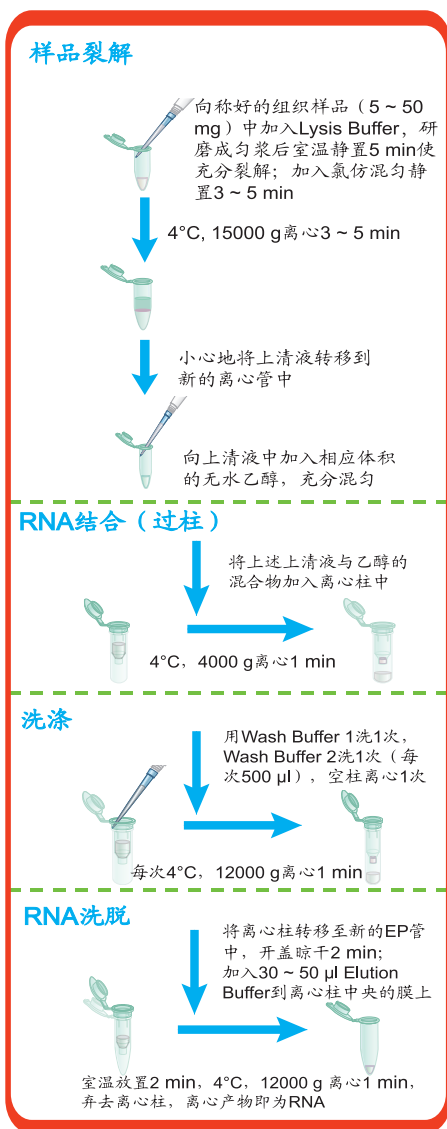 样品裂解
向称好的组织样品（5 ~ 50
mg）中加入Lysis Buffer，研
磨成匀浆后室温静置5 min使
充分裂解；加入氯仿混匀静
置3 ~ 5 min
4°C, 15000 g离心3 ~ 5 min
小心地将上清液转移到
新的离心管中
向上清液中加入相应体积
的无水乙醇，充分混匀
RNA结合（过柱）
将上述上清液与乙醇的
混合物加入离心柱中
4°C，4000 g离心1 min
洗涤
用Wash Buffer 1洗1次，
Wash Buffer 2洗1次（每
次500 μl），空柱离心1次
每次4°C，12000 g离心1 min
RNA洗脱
将离心柱转移至新的EP管
中，开盖晾干2 min；
加入30 ~ 50 μl Elution
Buffer到离心柱中央的膜上
室温放置2 min，4°C，12000 g 离心1 min，
弃去离心柱，离心产物即为RNA